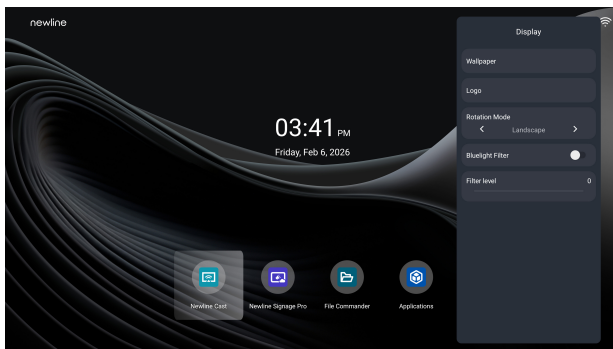 newline
03:41 PM
Friday, Feb 6, 2026
Newline Cast
Newline Signage Pro
File Commander
Applications
Display
Wallpaper
Logo
Rotation Mode
Landscape
Bluelight Filter
Filter level 0